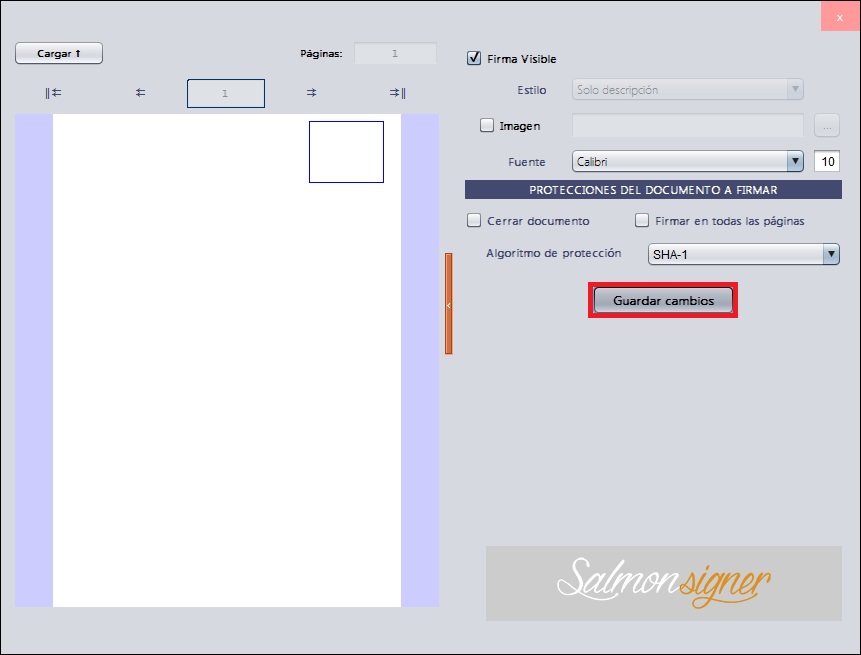 x
Cargar ↑
Páginas: 1
1
Firma Visible
Estilo Solo descripción
Imagen ...
Fuente Calibri 10
PROTECCIONES DEL DOCUMENTO A FIRMAR
Cerrar documento Firmar en todas las páginas
Algoritmo de protección SHA-1
Guardar cambios
Salmonsigner